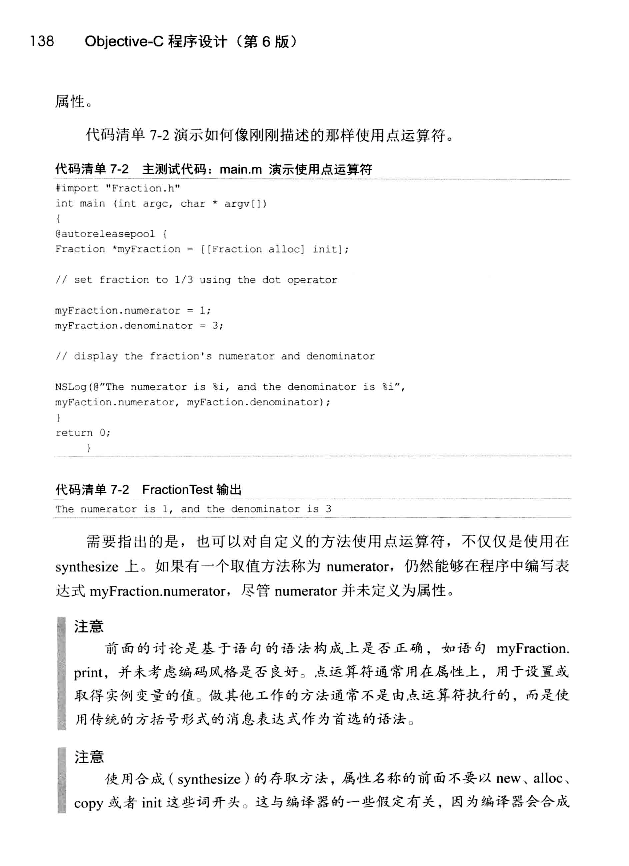 138 Objective-C 程序设计（第 6 版）
属性。
代码清单 7-2 演示如何像刚刚描述的那样使用点运算符。
代码清单 7-2 主测试代码：main.m 演示使用点运算符
#import "Fraction.h"
int main (int argc, char * argv[])
{
@autoreleasepool {
Fraction *myFraction = [[Fraction alloc] init];
// set fraction to 1/3 using the dot operator
myFraction.numerator = 1;
myFraction.denominator = 3;
// display the fraction's numerator and denominator
NSLog(@"The numerator is %i, and the denominator is %i",
myFaction.numerator, myFaction.denominator);
}
return 0;
}
代码清单 7-2 FractionTest 输出
The numerator is 1, and the denominator is 3
需要指出的是，也可以对自定义的方法使用点运算符，不仅仅是使用在
synthesize 上。如果有一个取值方法称为 numerator，仍然能够在程序中编写表
达式 myFraction.numerator，尽管 numerator 并未定义为属性。
注意
前面的讨论是基于语句的语法构成上是否正确，如语句 myFraction.
print，并未考虑编码风格是否良好。点运算符通常用在属性上，用于设置或
取得实例变量的值。做其他工作的方法通常不是由点运算符执行的，而是使
用传统的方括号形式的消息表达式作为首选的语法。
注意
使用合成（synthesize）的存取方法，属性名称的前面不要以 new、alloc、
copy 或者 init 这些词开头。这与编译器的一些假定有关，因为编译器会合成